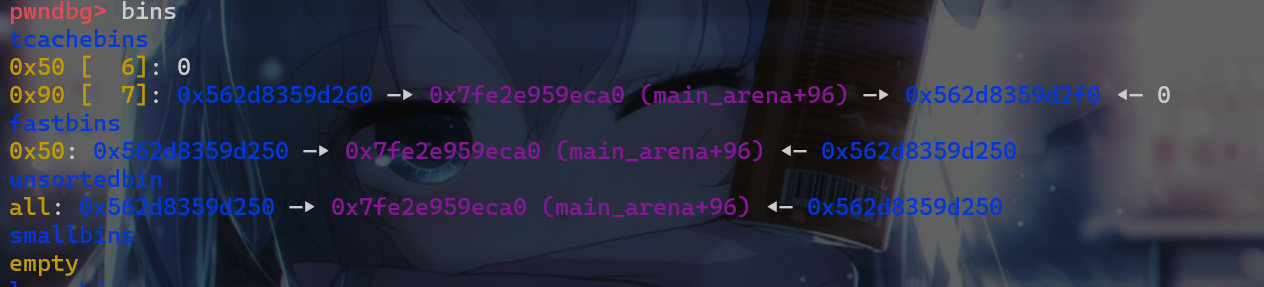 pwndbg> bins
tcachebins
0x50 [  6]: 0
0x90 [  7]: 0x562d8359d260 —▸ 0x7fe2e959eca0 (main_arena+96) —▸ 0x562d8359d2f0 ◂— 0
fastbins
0x50: 0x562d8359d250 —▸ 0x7fe2e959eca0 (main_arena+96) ◂— 0x562d8359d250
unsortedbin
all: 0x562d8359d250 —▸ 0x7fe2e959eca0 (main_arena+96) ◂— 0x562d8359d250
smallbins
empty